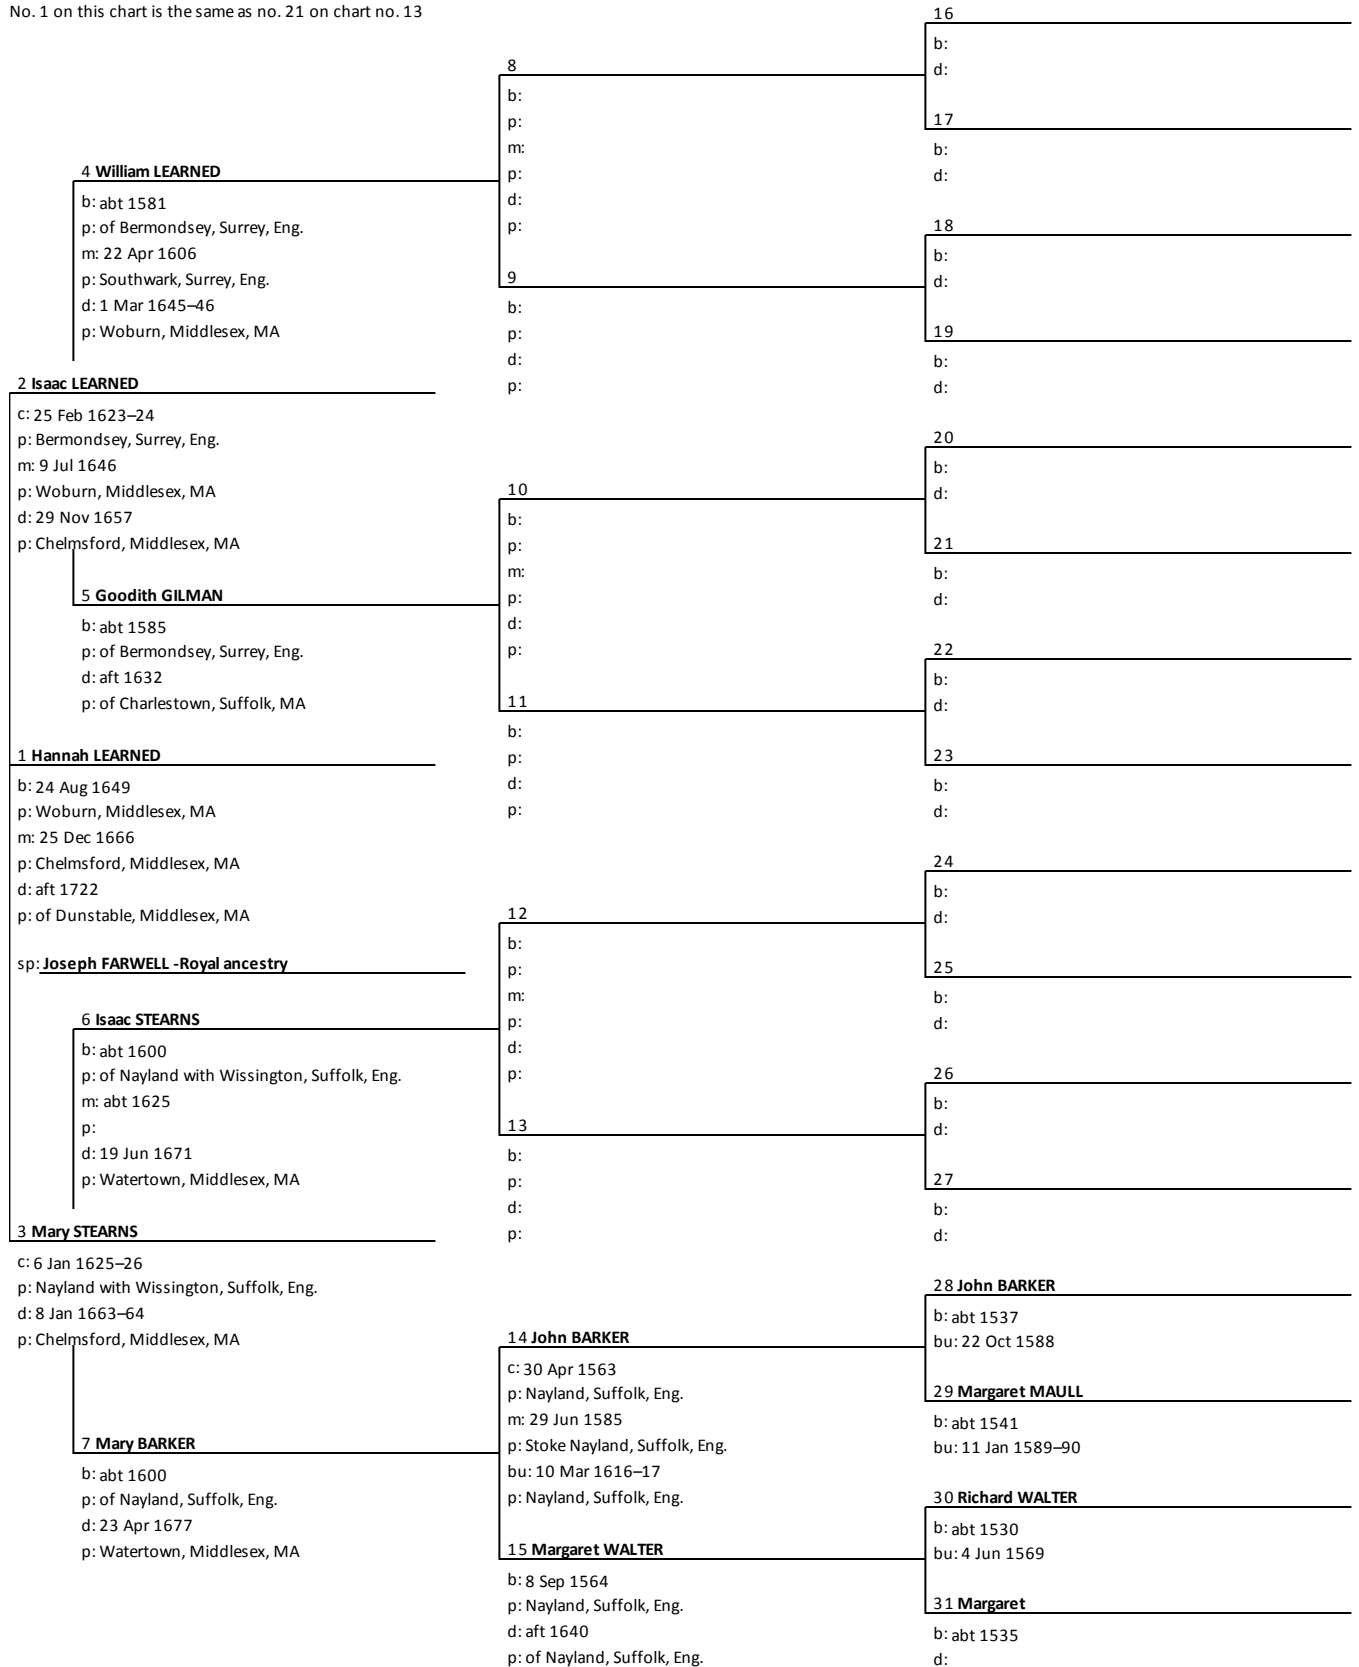 No. 1 on this chart is the same as no. 21 on chart no. 13
4 William LEARNED
b: abt 1581
p: of Bermondsey, Surrey, Eng.
m: 22 Apr 1606
p: Southwark, Surrey, Eng.
d: 1 Mar 1645–46
p: Woburn, Middlesex, MA
2 Isaac LEARNED
c: 25 Feb 1623–24
p: Bermondsey, Surrey, Eng.
m: 9 Jul 1646
p: Woburn, Middlesex, MA
d: 29 Nov 1657
p: Chelmsford, Middlesex, MA
5 Goodith GILMAN
b: abt 1585
p: of Bermondsey, Surrey, Eng.
d: aft 1632
p: of Charlestown, Suffolk, MA
1 Hannah LEARNED
b: 24 Aug 1649
p: Woburn, Middlesex, MA
m: 25 Dec 1666
p: Chelmsford, Middlesex, MA
d: aft 1722
p: of Dunstable, Middlesex, MA
sp: Joseph FARWELL -Royal ancestry
6 Isaac STEARNS
b: abt 1600
p: of Nayland with Wissington, Suffolk, Eng.
m: abt 1625
p:
d: 19 Jun 1671
p: Watertown, Middlesex, MA
3 Mary STEARNS
c: 6 Jan 1625–26
p: Nayland with Wissington, Suffolk, Eng.
d: 8 Jan 1663–64
p: Chelmsford, Middlesex, MA
7 Mary BARKER
b: abt 1600
p: of Nayland, Suffolk, Eng.
d: 23 Apr 1677
p: Watertown, Middlesex, MA
8
b:
p:
m:
p:
d:
p:
9
b:
p:
d:
p:
10
b:
p:
m:
p:
d:
p:
11
b:
p:
d:
p:
12
b:
p:
m:
p:
d:
p:
13
b:
p:
d:
p:
14 John BARKER
c: 30 Apr 1563
p: Nayland, Suffolk, Eng.
m: 29 Jun 1585
p: Stoke Nayland, Suffolk, Eng.
bu: 10 Mar 1616–17
p: Nayland, Suffolk, Eng.
15 Margaret WALTER
b: 8 Sep 1564
p: Nayland, Suffolk, Eng.
d: aft 1640
p: of Nayland, Suffolk, Eng.
16
b:
d:
17
b:
d:
18
b:
d:
19
b:
d:
20
b:
d:
21
b:
d:
22
b:
d:
23
b:
d:
24
b:
d:
25
b:
d:
26
b:
d:
27
b:
d:
28 John BARKER
b: abt 1537
bu: 22 Oct 1588
29 Margaret MAULL
b: abt 1541
bu: 11 Jan 1589–90
30 Richard WALTER
b: abt 1530
bu: 4 Jun 1569
31 Margaret
b: abt 1535
d: